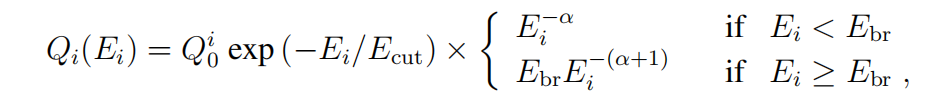 Q_i(E_i) = Q_0^i exp (−E_i/E_cut) × { E_i^{−α} if E_i < E_br
E_br E_i^{−(α+1)} if E_i ≥ E_br ,